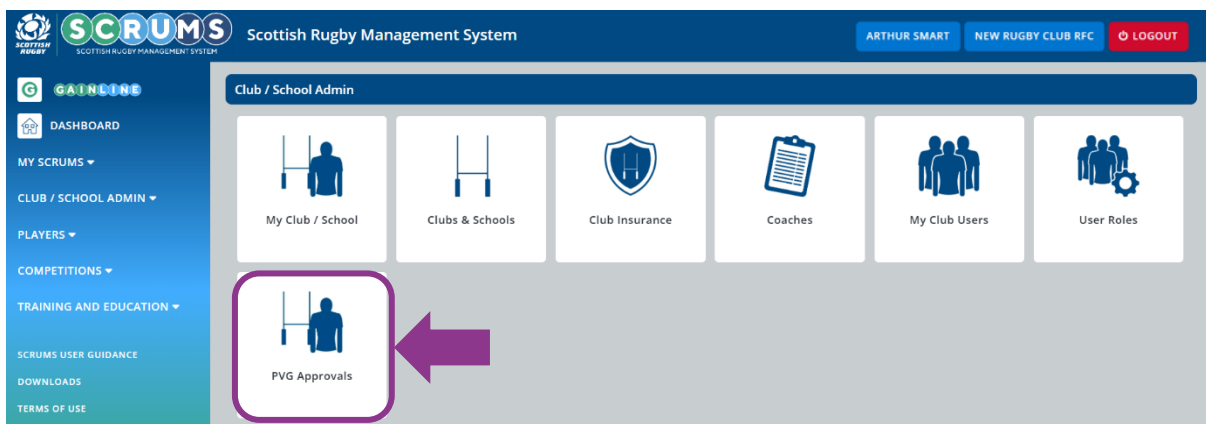 SCOTTISH
RUGBY
SCRUMS
SCOTTISH RUGBY MANAGEMENT SYSTEM
Scottish Rugby Management System
ARTHUR SMART
NEW RUGBY CLUB RFC
LOGOUT
G GAINLINE
DASHBOARD
MY SCRUMS
CLUB / SCHOOL ADMIN
PLAYERS
COMPETITIONS
TRAINING AND EDUCATION
SCRUMS USER GUIDANCE
DOWNLOADS
TERMS OF USE
Club / School Admin
My Club / School
Clubs & Schools
Club Insurance
Coaches
My Club Users
User Roles
PVG Approvals